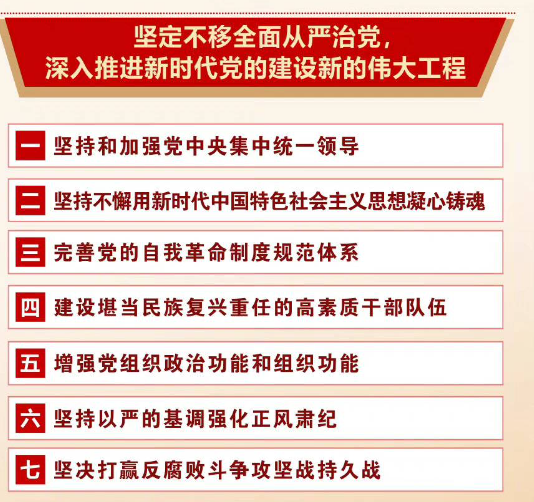 坚定不移全面从严治党,
深入推进新时代党的建设新的伟大工程
一 坚持和加强党中央集中统一领导
二 坚持不懈用新时代中国特色社会主义思想凝心铸魂
三 完善党的自我革命制度规范体系
四 建设堪当民族复兴重任的高素质干部队伍
五 增强党组织政治功能和组织功能
六 坚持以严的基调强化正风肃纪
七 坚决打赢反腐败斗争攻坚战持久战